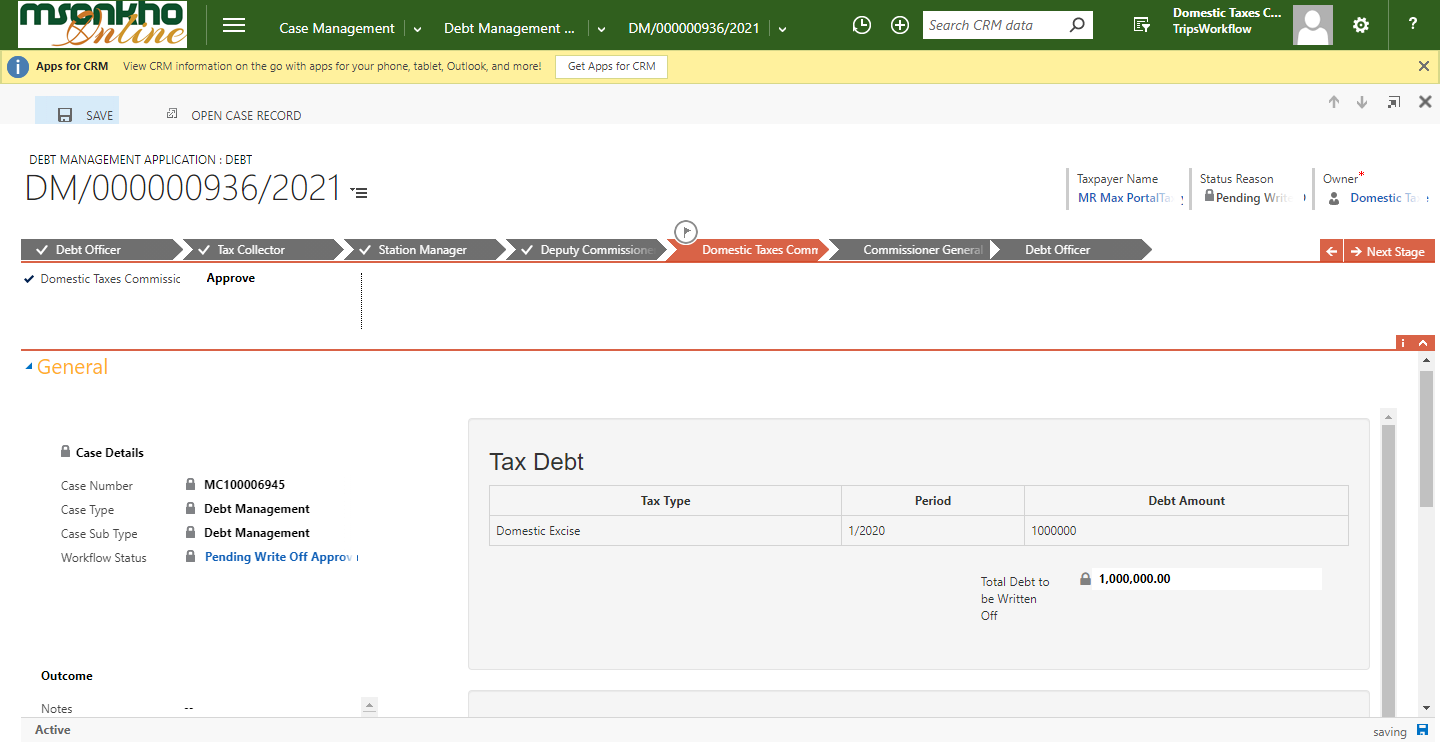 msonkho
Online
Case Management
Debt Management ...
DM/000000936/2021
Search CRM data
Domestic Taxes C...
TripsWorkflow
?
Apps for CRM View CRM information on the go with apps for your phone, tablet, Outlook, and more! Get Apps for CRM
SAVE OPEN CASE RECORD
DEBT MANAGEMENT APPLICATION : DEBT
DM/000000936/2021
Taxpayer Name
MR Max PortalTa
Status Reason
Pending Writ
Owner*
Domestic Ta
Debt Officer Tax Collector Station Manager Deputy Commissione Domestic Taxes Comm Commissioner General Debt Officer Next Stage
Domestic Taxes Commissic Approve
General
Case Details
Case Number MC100006945
Case Type Debt Management
Case Sub Type Debt Management
Workflow Status Pending Write Off Approv
Tax Debt
Tax Type Period Debt Amount
Domestic Excise 1/2020 1000000
Total Debt to
be Written
Off
1,000,000.00
Outcome
Notes --
Active saving